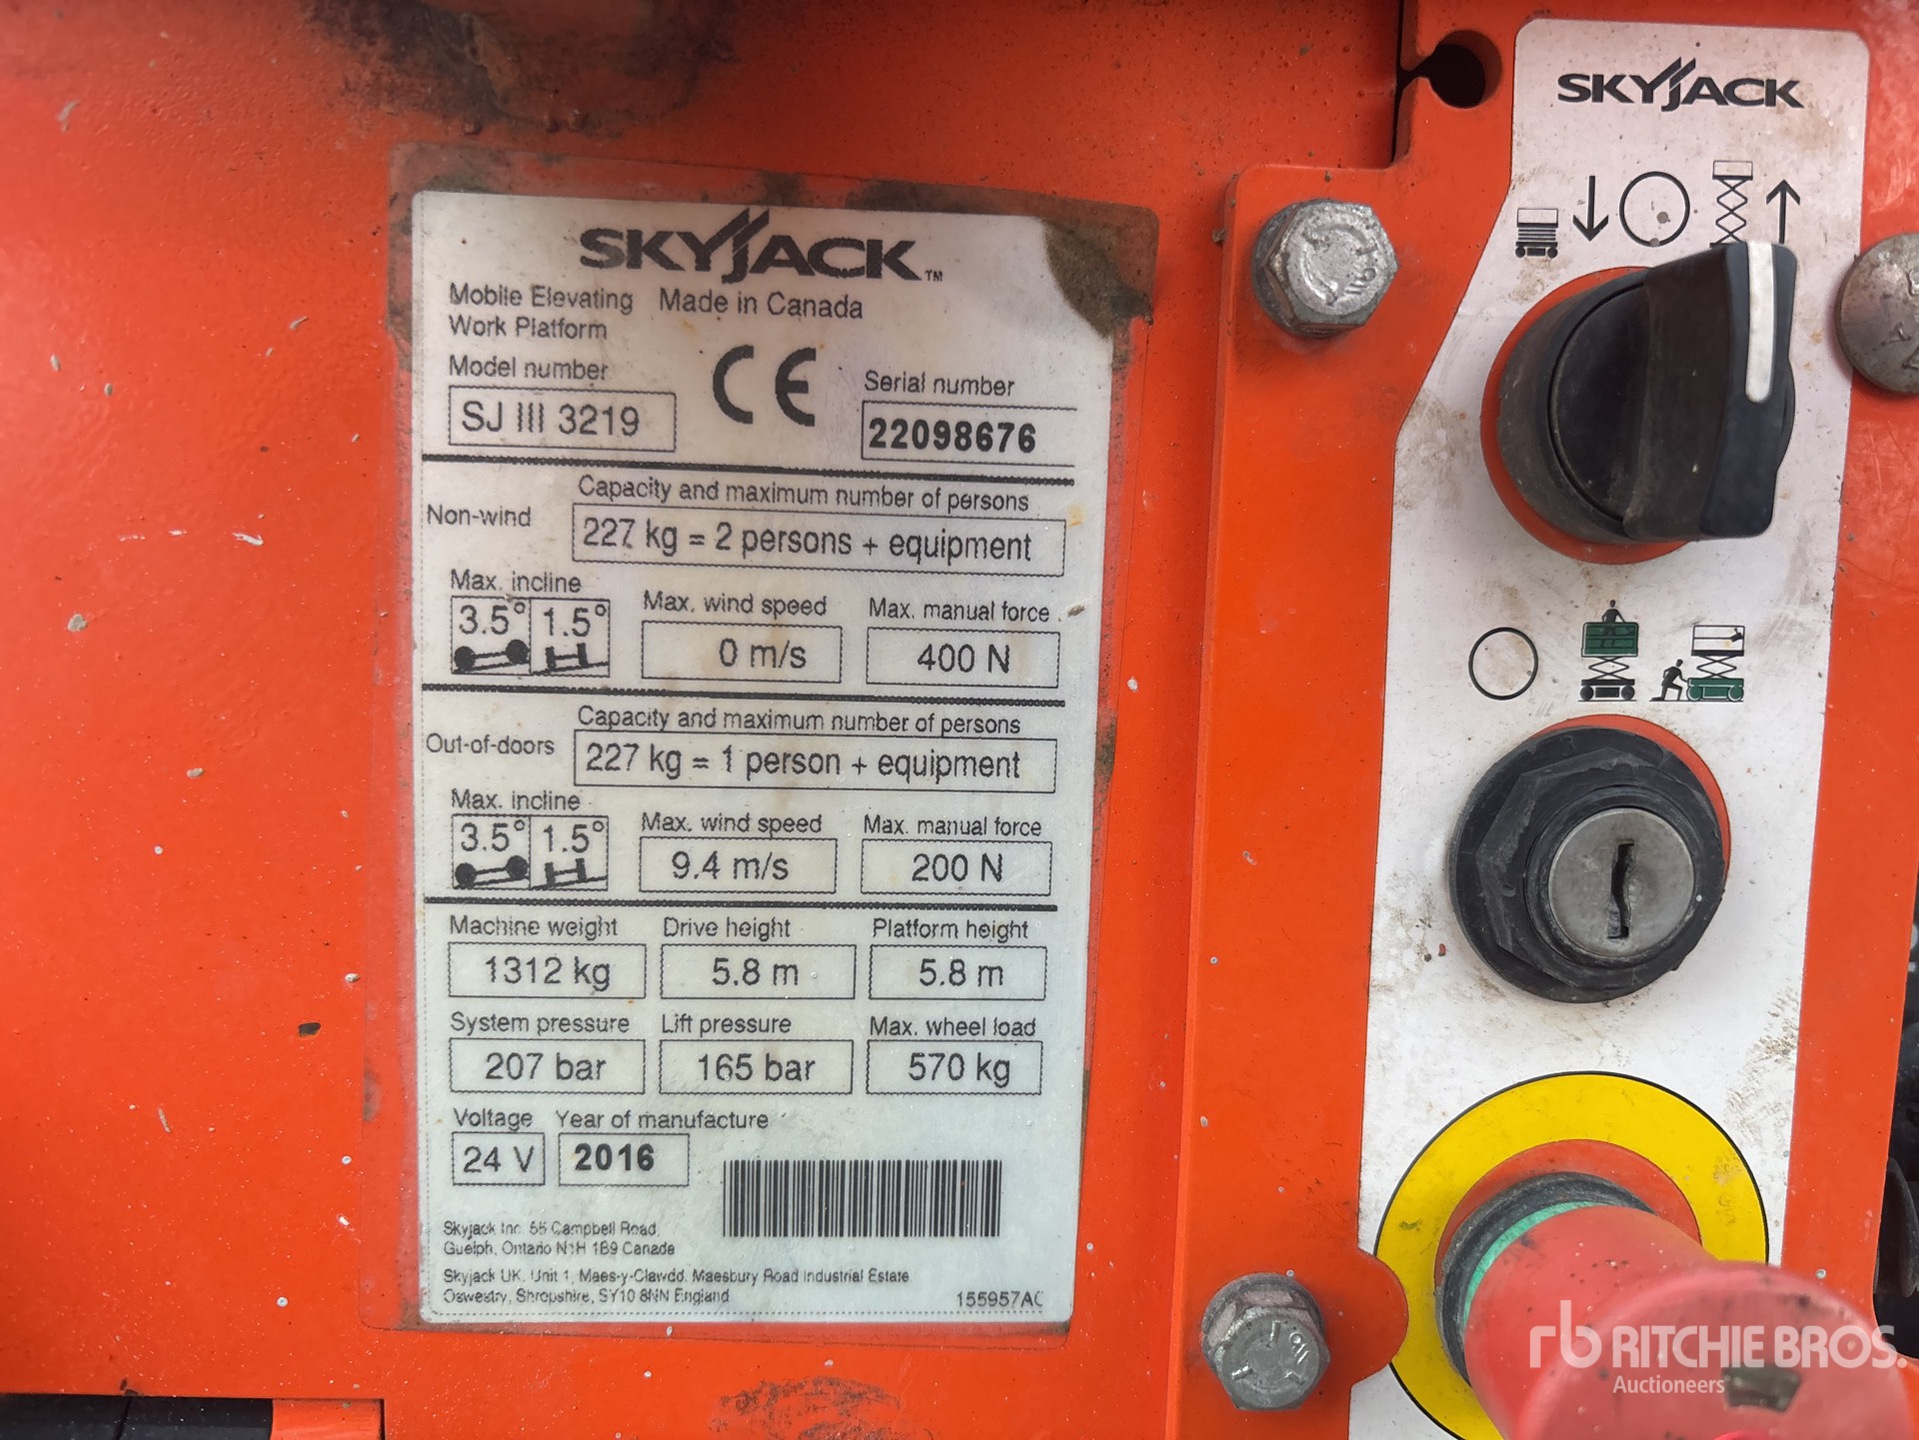 SKYJACK™
Mobile Elevating Made in Canada
Work Platform
Model number
SJ III 3219
CE
Serial number
22098676
Non-wind
Capacity and maximum number of persons
227 kg = 2 persons + equipment
Max. incline
3.5° 1.5°
Max. wind speed
0 m/s
Max. manual force
400 N
Out-of-doors
Capacity and maximum number of persons
227 kg = 1 person + equipment
Max. incline
3.5° 1.5°
Max. wind speed
9.4 m/s
Max. manual force
200 N
Machine weight Drive height Platform height
1312 kg 5.8 m 5.8 m
System pressure Lift pressure Max. wheel load
207 bar 165 bar 570 kg
Voltage Year of manufacture
24 V 2016
Skyjack Inc. 55 Campbell Road,
Guelph, Ontario N1H 1B9 Canada
Skyjack UK, Unit 1, Maes-y-Clawdd, Maesbury Road Industrial Estate
Oswestry, Shropshire, SY10 8NN England
155957AC
SKYJACK
rb RITCHIE BROS.
Auctioneers